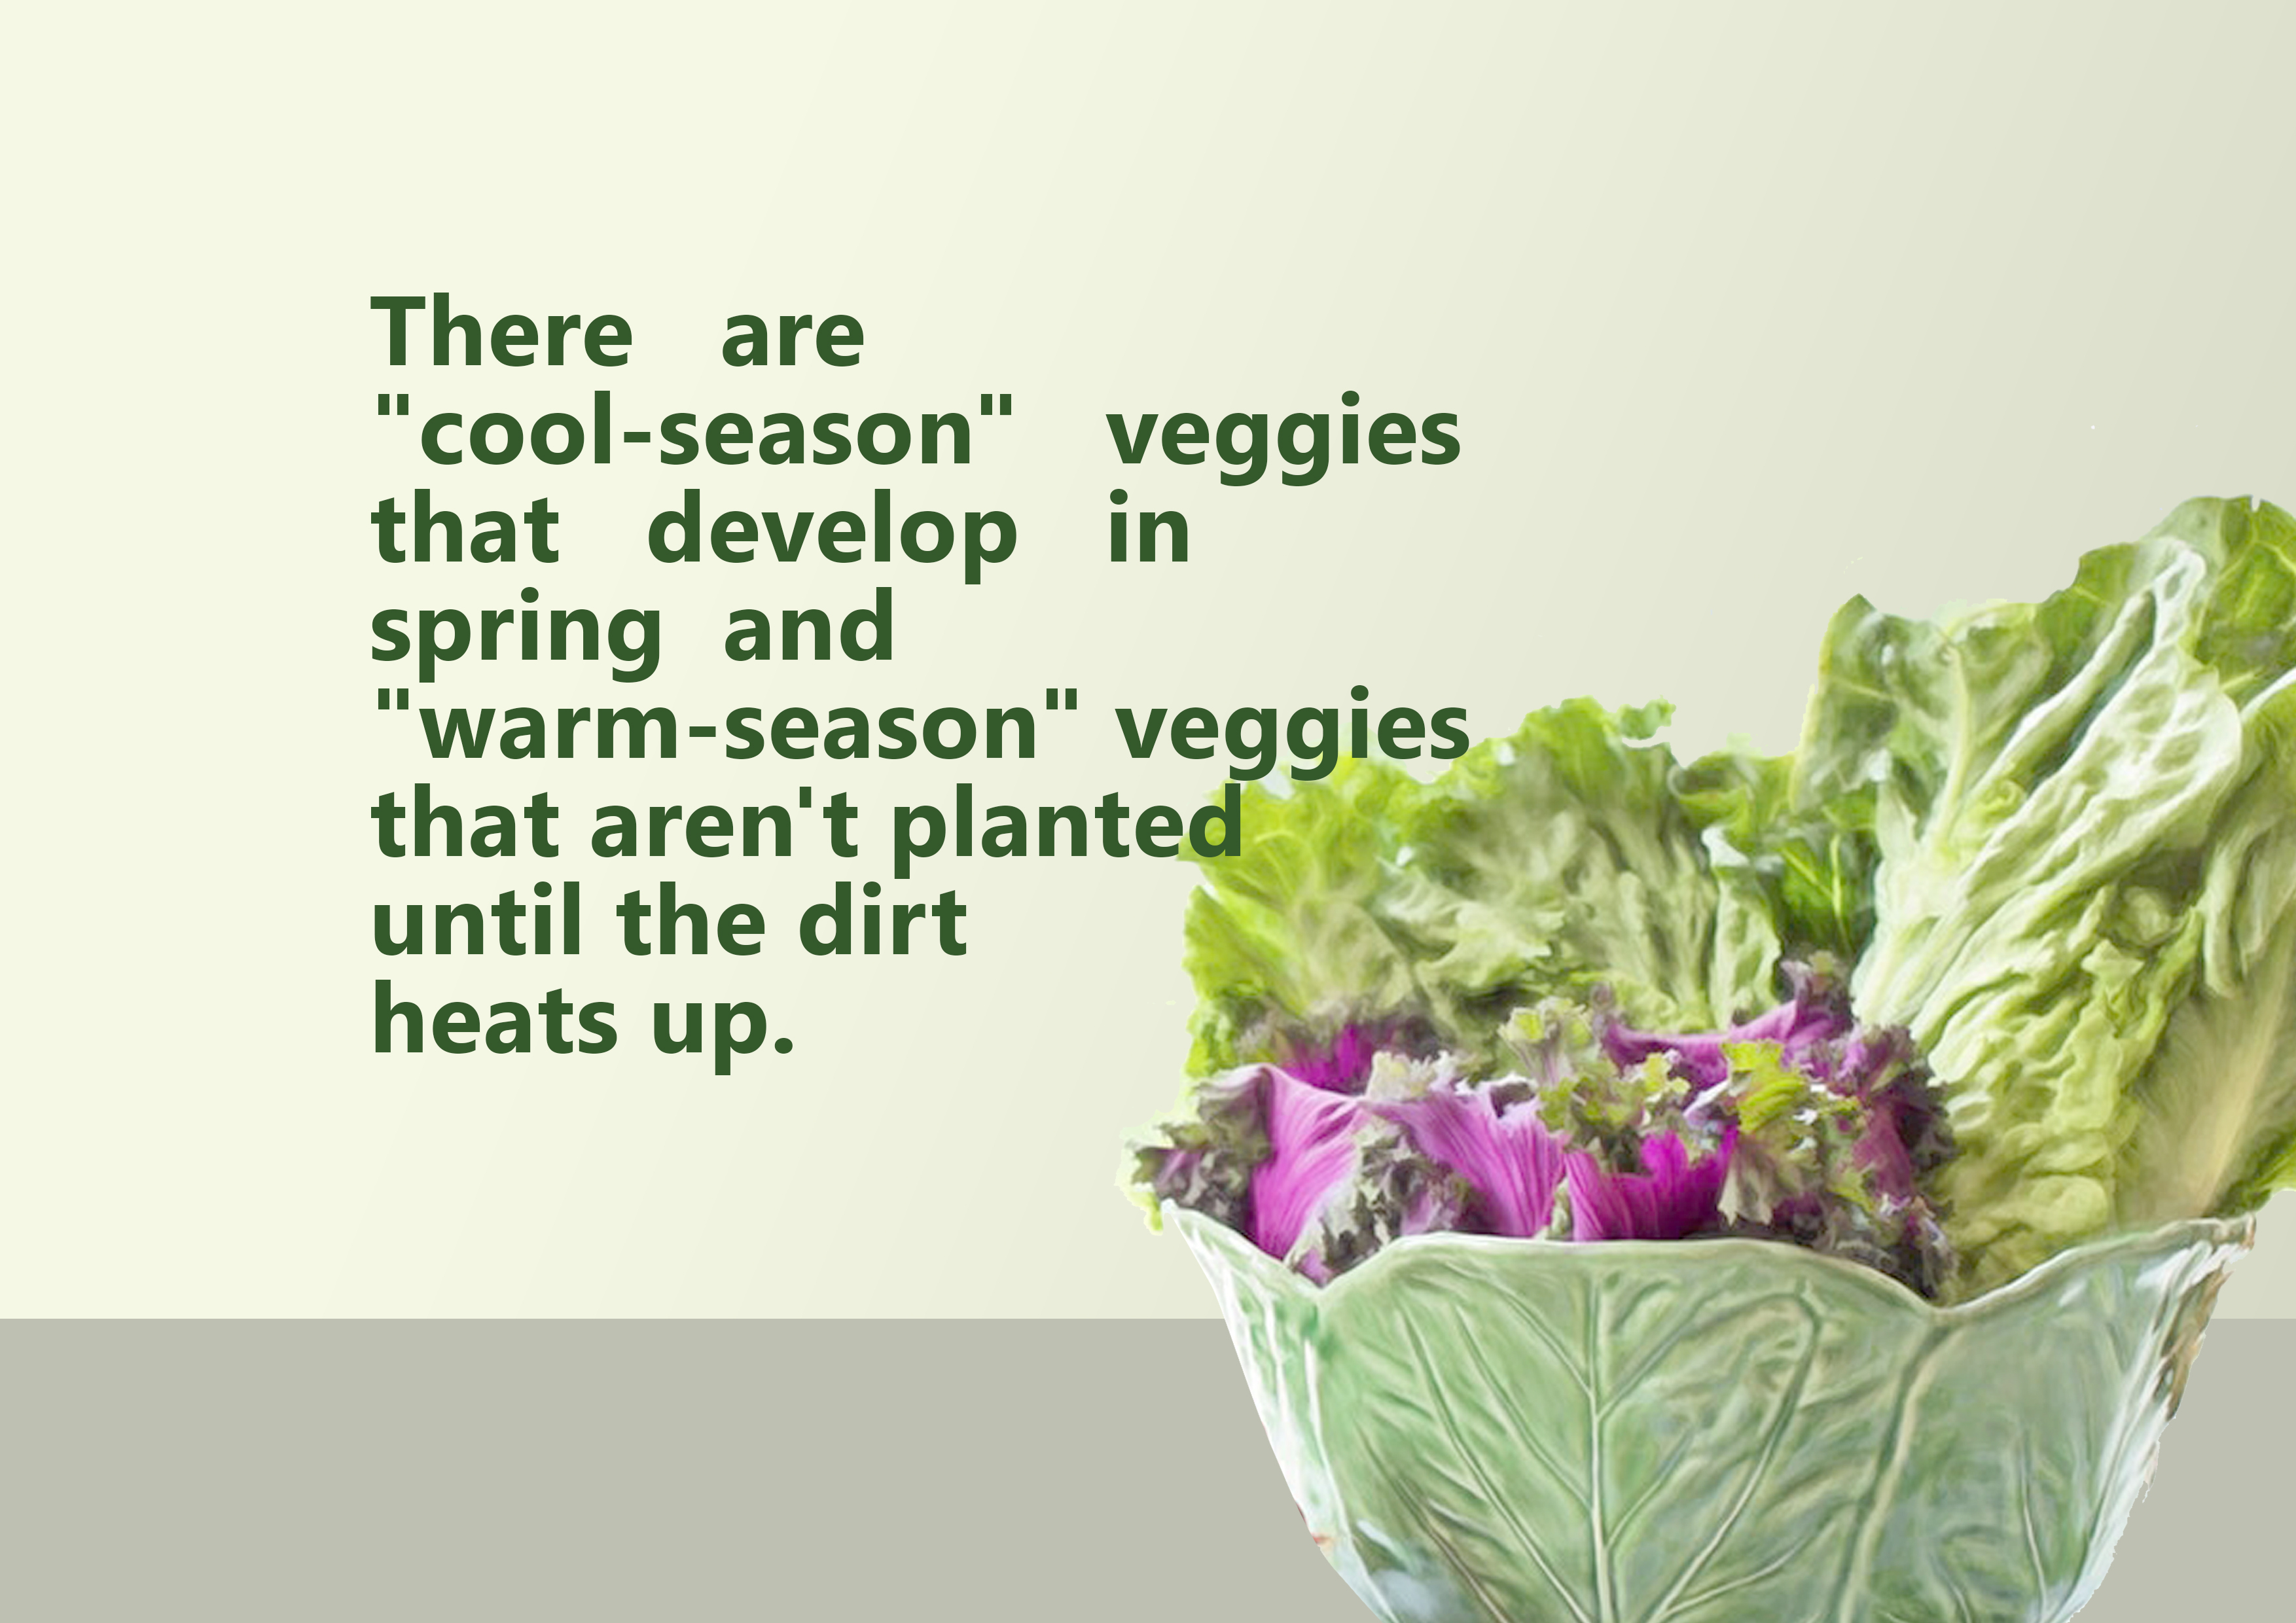 There are
"cool-season" veggies
that develop in
spring and
"warm-season" veggies
that aren't planted
until the dirt
heats up.